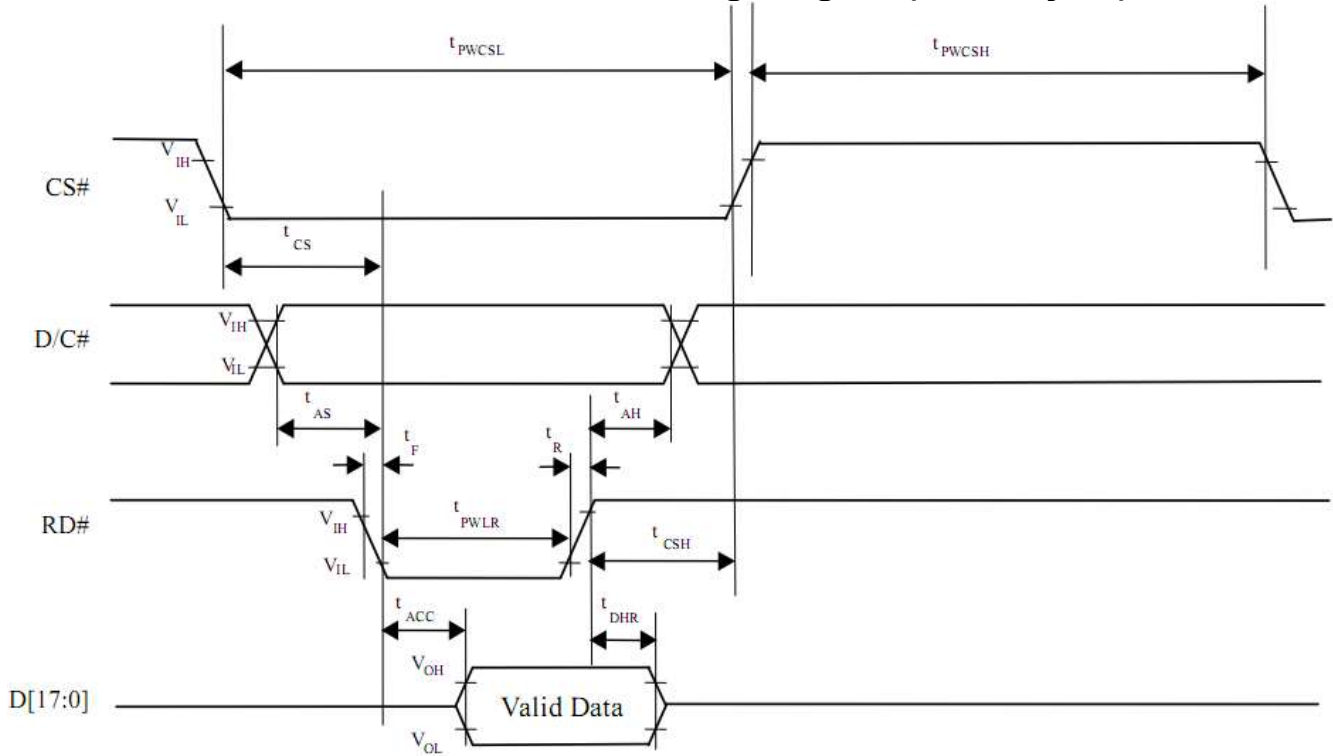 t PWCSL
t PWCSH
V IH
CS#
V IL
t CS
V IH
D/C#
V IL
t AS
t F
t R
t AH
V IH
RD#
t PWLR
t CSH
V IL
t ACC
t DHR
V OH
D[17:0]
Valid Data
V OL